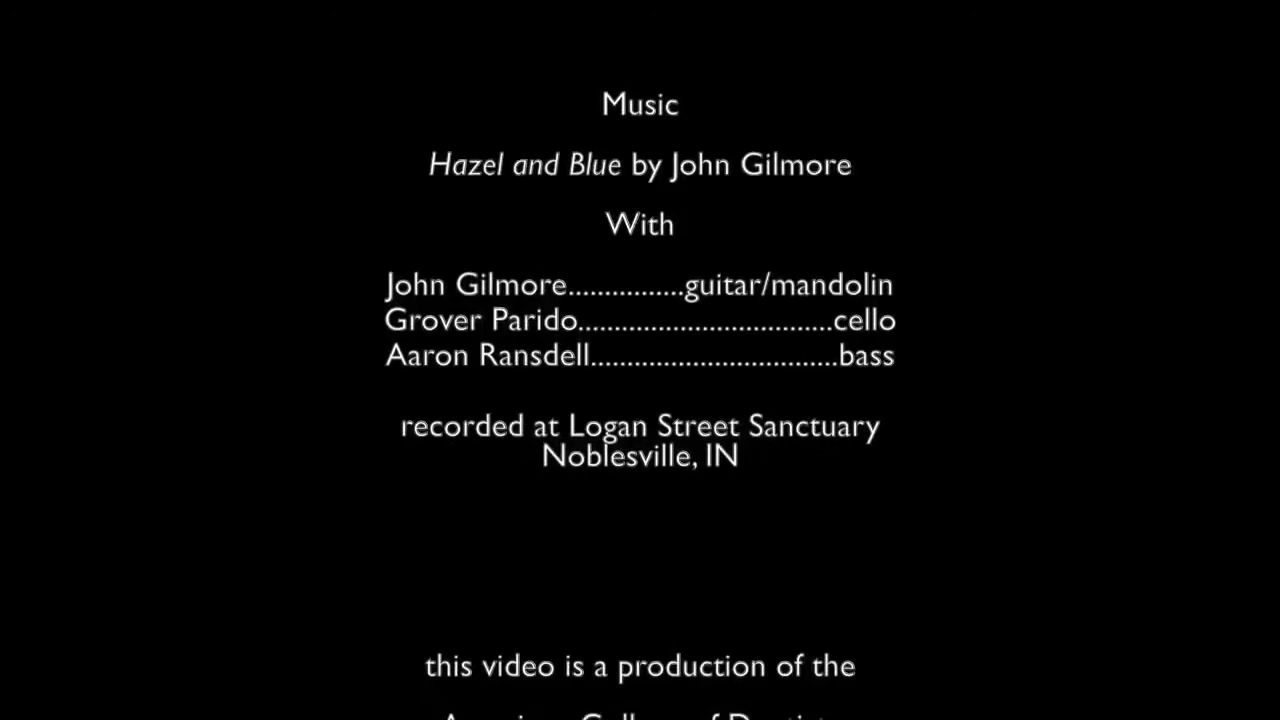 Music
Hazel and Blue by John Gilmore
With
John Gilmore................guitar/mandolin
Grover Parido...................................cello
Aaron Ransdell..................................bass
recorded at Logan Street Sanctuary
Noblesville, IN
this video is a production of the